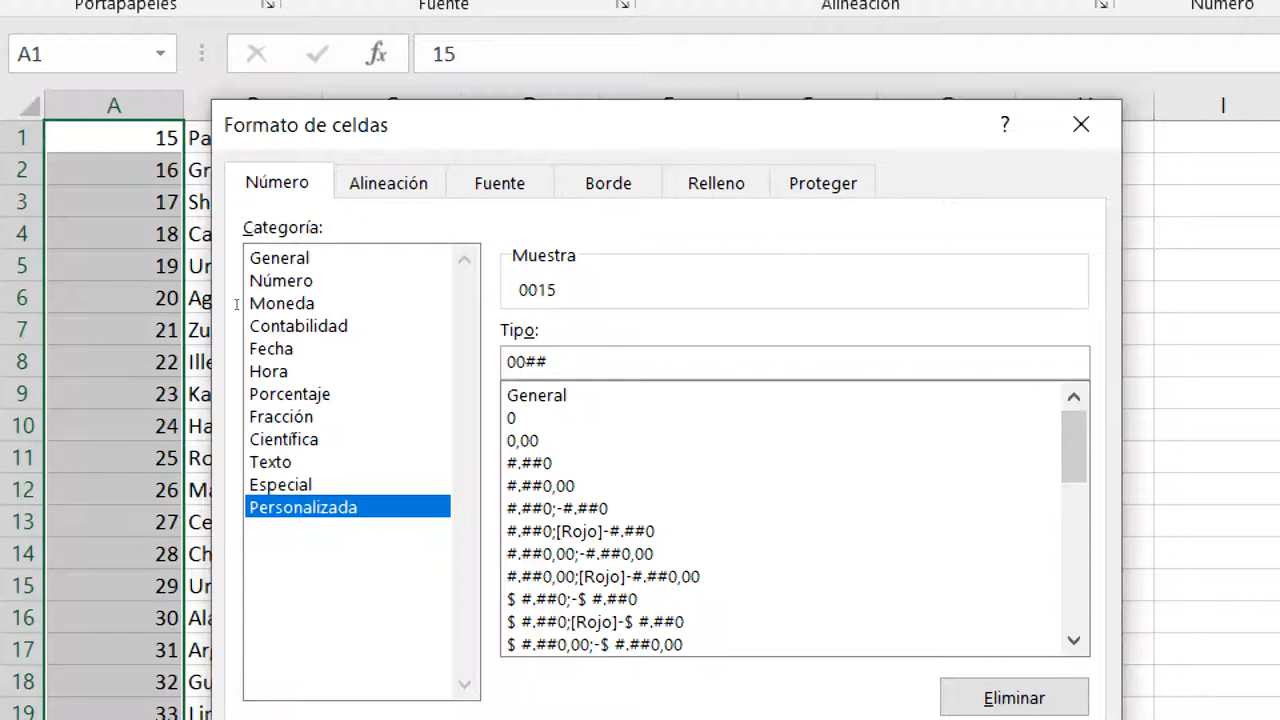 Portapapeles Fuente Alineación Número
A1 15
A I
Formato de celdas ?
Número Alineación Fuente Borde Relleno Proteger
Categoría:
General
Número
Moneda
Contabilidad
Fecha
Hora
Porcentaje
Fracción
Científica
Texto
Especial
Personalizada
Muestra
0015
Tipo:
00##
General
0
0,00
#.##0
#.##0,00
#.##0;-#.##0
#.##0;[Rojo]-#.##0
#.##0,00;-#.##0,00
#.##0,00;[Rojo]-#.##0,00
$ #.##0;-$ #.##0
$ #.##0;[Rojo]-$ #.##0
$ #.##0,00;-$ #.##0,00
Eliminar
1 15 Pa
2 16 Gr
3 17 Sh
4 18 Ca
5 19 Ur
6 20 Ag
7 21 Zu
8 22 Ille
9 23 Ka
10 24 Ha
11 25 Ro
12 26 Ma
13 27 Ce
14 28 Ch
15 29 Ur
16 30 Ala
17 31 Arg
18 32 Gu
19 33 Lin